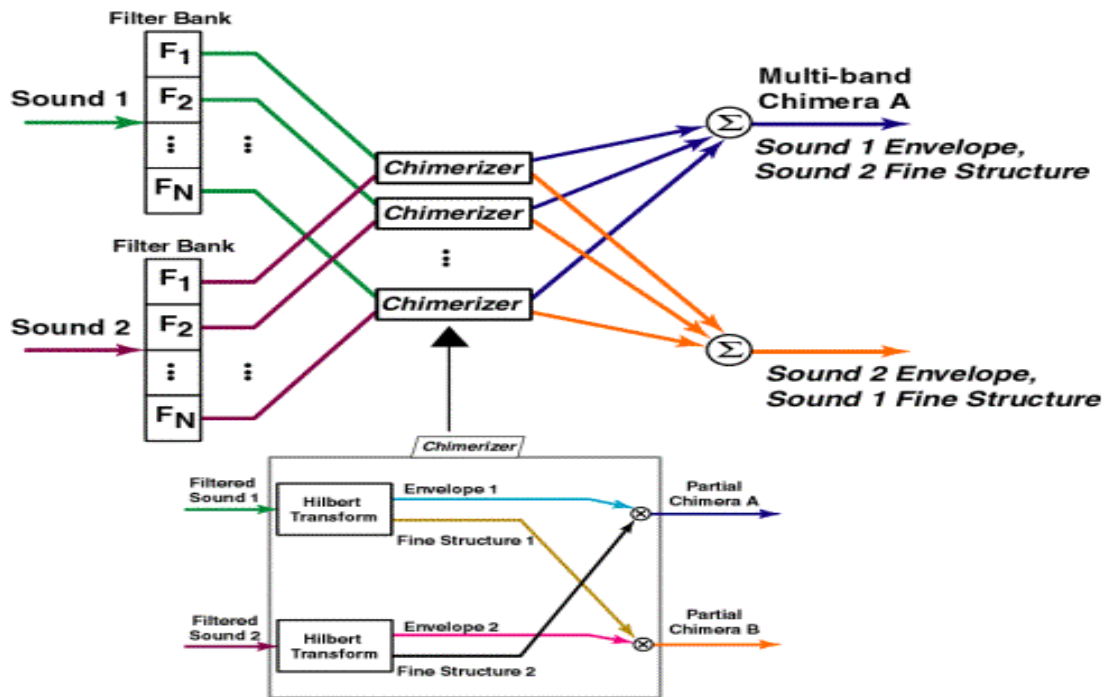 Filter Bank
F1
Sound 1
F2
...
...
FN
Filter Bank
F1
Sound 2
F2
...
...
FN
Chimerizer
Chimerizer
...
Chimerizer
Multi-band
Chimera A
Σ
Sound 1 Envelope,
Sound 2 Fine Structure
Σ
Sound 2 Envelope,
Sound 1 Fine Structure
Chimerizer
Filtered
Sound 1
Hilbert
Transform
Envelope 1
Fine Structure 1
Partial
Chimera A
Filtered
Sound 2
Hilbert
Transform
Envelope 2
Fine Structure 2
Partial
Chimera B